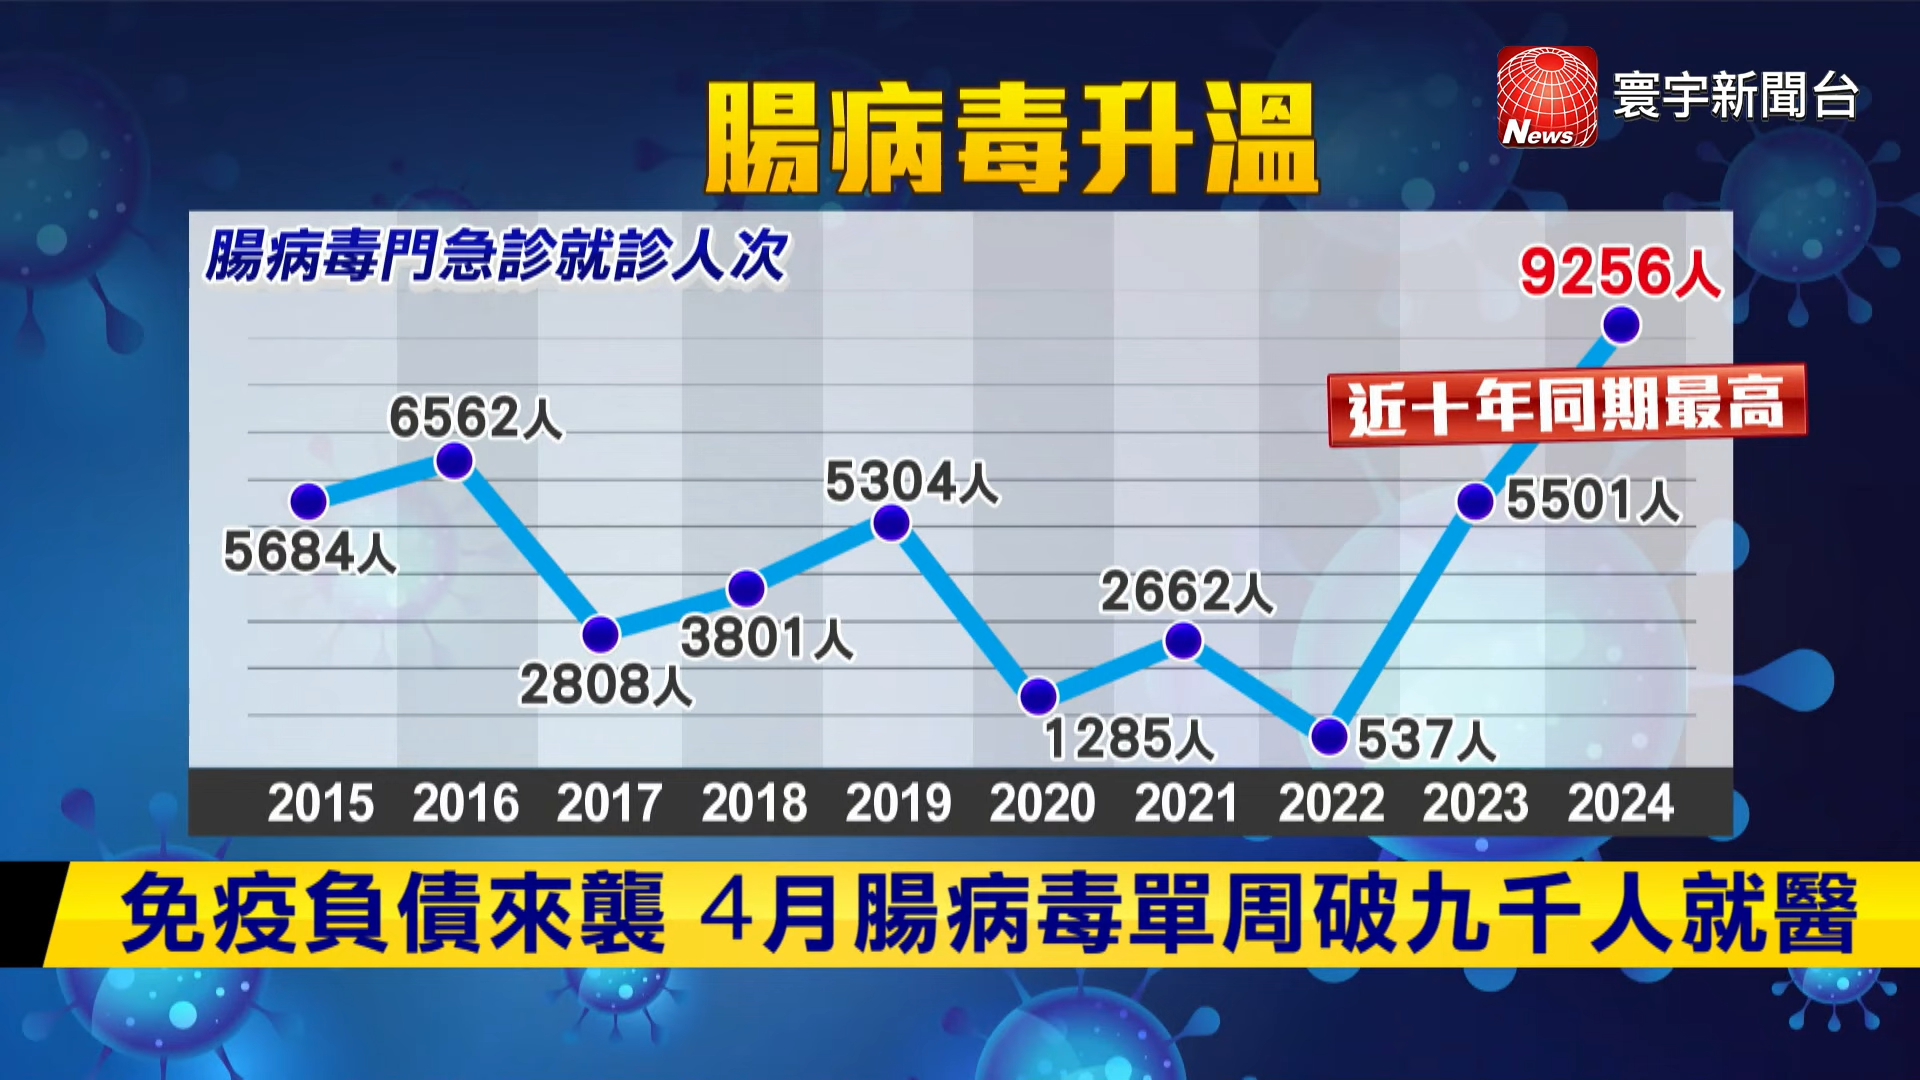 News
寰宇新聞台
腸病毒升溫
腸病毒門急診就診人次
9256人
近十年同期最高
6562人
5304人
5501人
5684人
2662人
3801人
2808人
1285人
537人
2015 2016 2017 2018 2019 2020 2021 2022 2023 2024
免疫負債來襲 4月腸病毒單周破九千人就醫